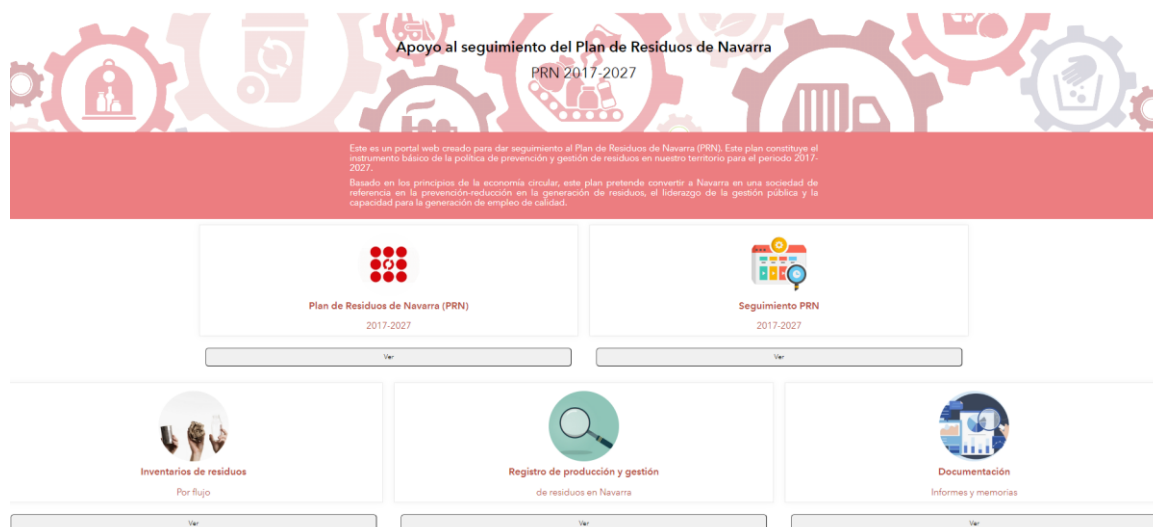 Apoyo al seguimiento del Plan de Residuos de Navarra
PRN 2017-2027
Este es un portal web creado para dar seguimiento al Plan de Residuos de Navarra (PRN). Este plan constituye el
instrumento básico de la política de prevención y gestión de residuos en nuestro territorio para el periodo 2017-
2027.
Basado en los principios de la economía circular, este plan pretende convertir a Navarra en una sociedad de
referencia en la prevención-reducción en la generación de residuos, el liderazgo de la gestión pública y la
capacidad para la generación de empleo de calidad.
Plan de Residuos de Navarra (PRN)
2017-2027
Ver
Seguimiento PRN
2017-2027
Ver
Inventarios de residuos
Por flujo
Ver
Registro de producción y gestión
de residuos en Navarra
Ver
Documentación
Informes y memorias
Ver